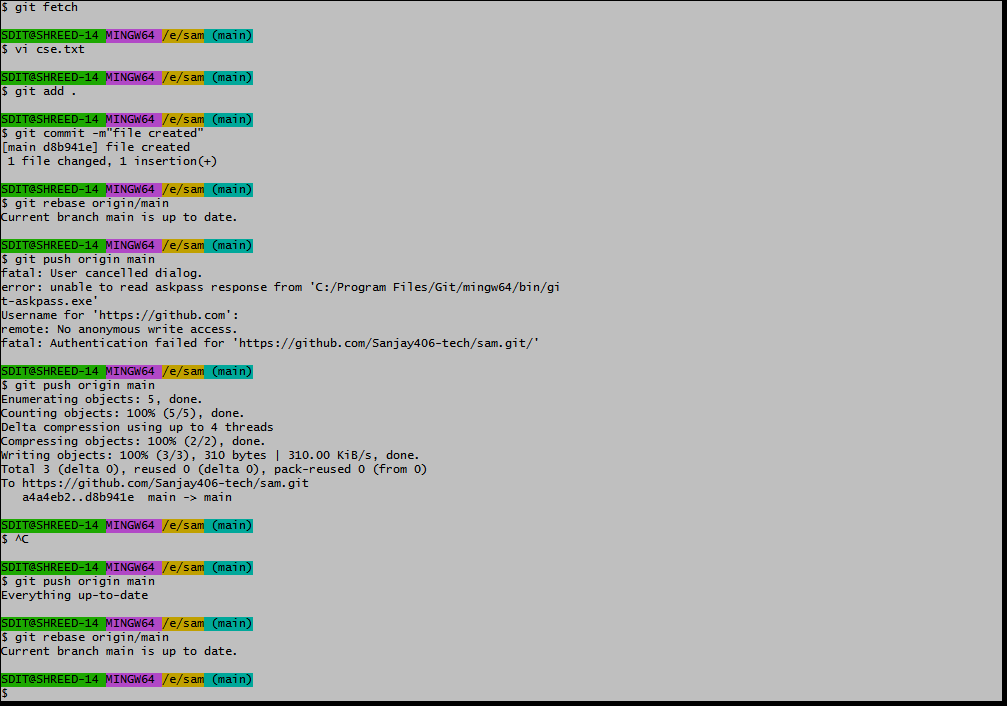 $ git fetch
SDIT@SHREED-14 MINGW64 /e/sam (main)
$ vi cse.txt
SDIT@SHREED-14 MINGW64 /e/sam (main)
$ git add .
SDIT@SHREED-14 MINGW64 /e/sam (main)
$ git commit -m"file created"
[main d8b941e] file created
 1 file changed, 1 insertion(+)
SDIT@SHREED-14 MINGW64 /e/sam (main)
$ git rebase origin/main
Current branch main is up to date.
SDIT@SHREED-14 MINGW64 /e/sam (main)
$ git push origin main
fatal: User cancelled dialog.
error: unable to read askpass response from 'C:/Program Files/Git/mingw64/bin/gi
t-askpass.exe'
Username for 'https://github.com':
remote: No anonymous write access.
fatal: Authentication failed for 'https://github.com/Sanjay406-tech/sam.git/'
SDIT@SHREED-14 MINGW64 /e/sam (main)
$ git push origin main
Enumerating objects: 5, done.
Counting objects: 100% (5/5), done.
Delta compression using up to 4 threads
Compressing objects: 100% (2/2), done.
Writing objects: 100% (3/3), 310 bytes | 310.00 KiB/s, done.
Total 3 (delta 0), reused 0 (delta 0), pack-reused 0 (from 0)
To https://github.com/Sanjay406-tech/sam.git
   a4a4eb2..d8b941e  main -> main
SDIT@SHREED-14 MINGW64 /e/sam (main)
$ ^C
SDIT@SHREED-14 MINGW64 /e/sam (main)
$ git push origin main
Everything up-to-date
SDIT@SHREED-14 MINGW64 /e/sam (main)
$ git rebase origin/main
Current branch main is up to date.
SDIT@SHREED-14 MINGW64 /e/sam (main)
$